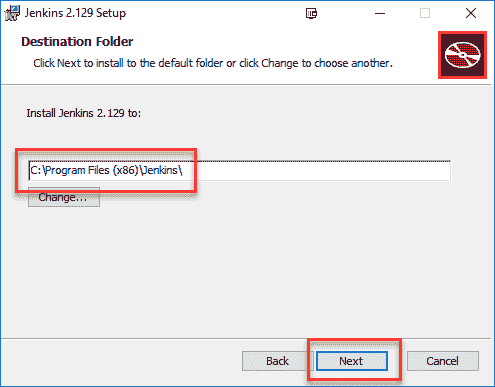 Jenkins 2.129 Setup
Destination Folder
Click Next to install to the default folder or click Change to choose another.
Install Jenkins 2.129 to:
C:\Program Files (x86)\Jenkins\
Change...
Back Next Cancel